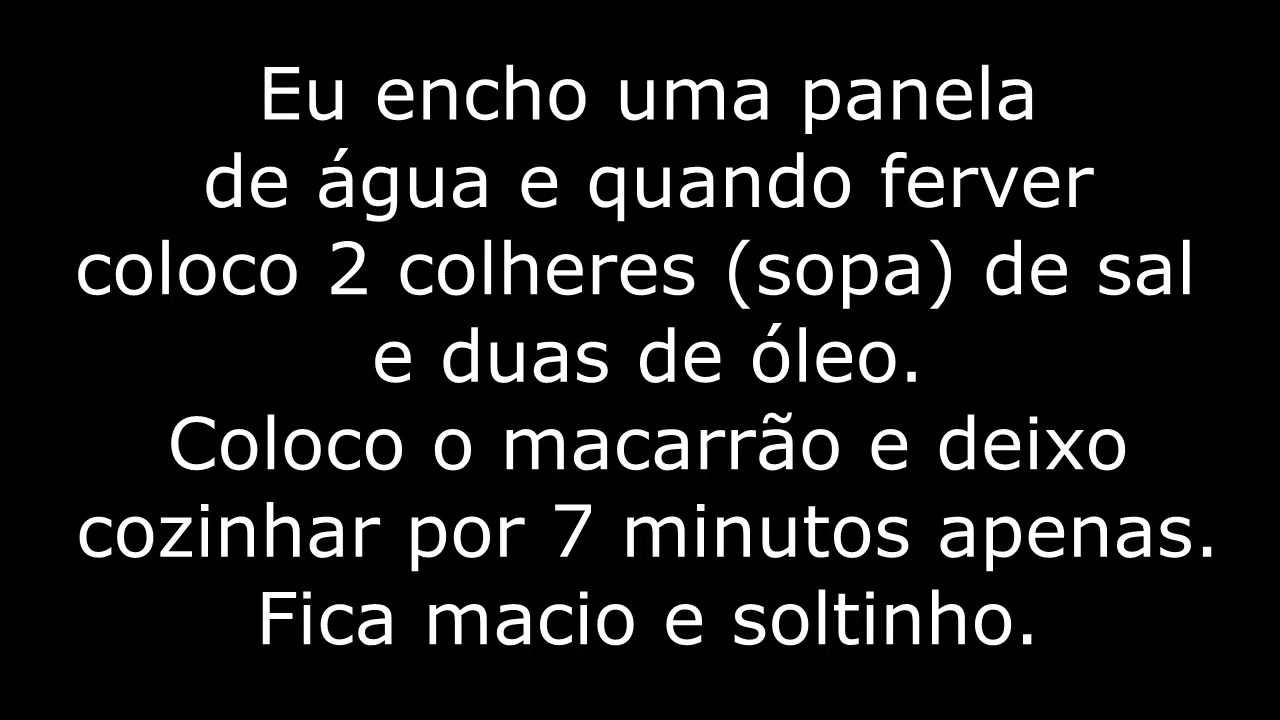 Eu encho uma panela
de água e quando ferver
coloco 2 colheres (sopa) de sal
e duas de óleo.
Coloco o macarrão e deixo
cozinhar por 7 minutos apenas.
Fica macio e soltinho.